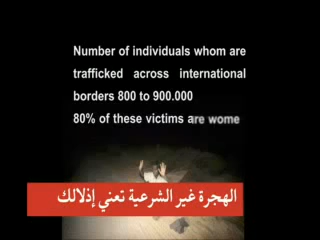 Number of individuals whom are
trafficked across international
borders 800 to 900.000
80% of these victims are wome
الهجرة غير الشرعية تعني إذلالك